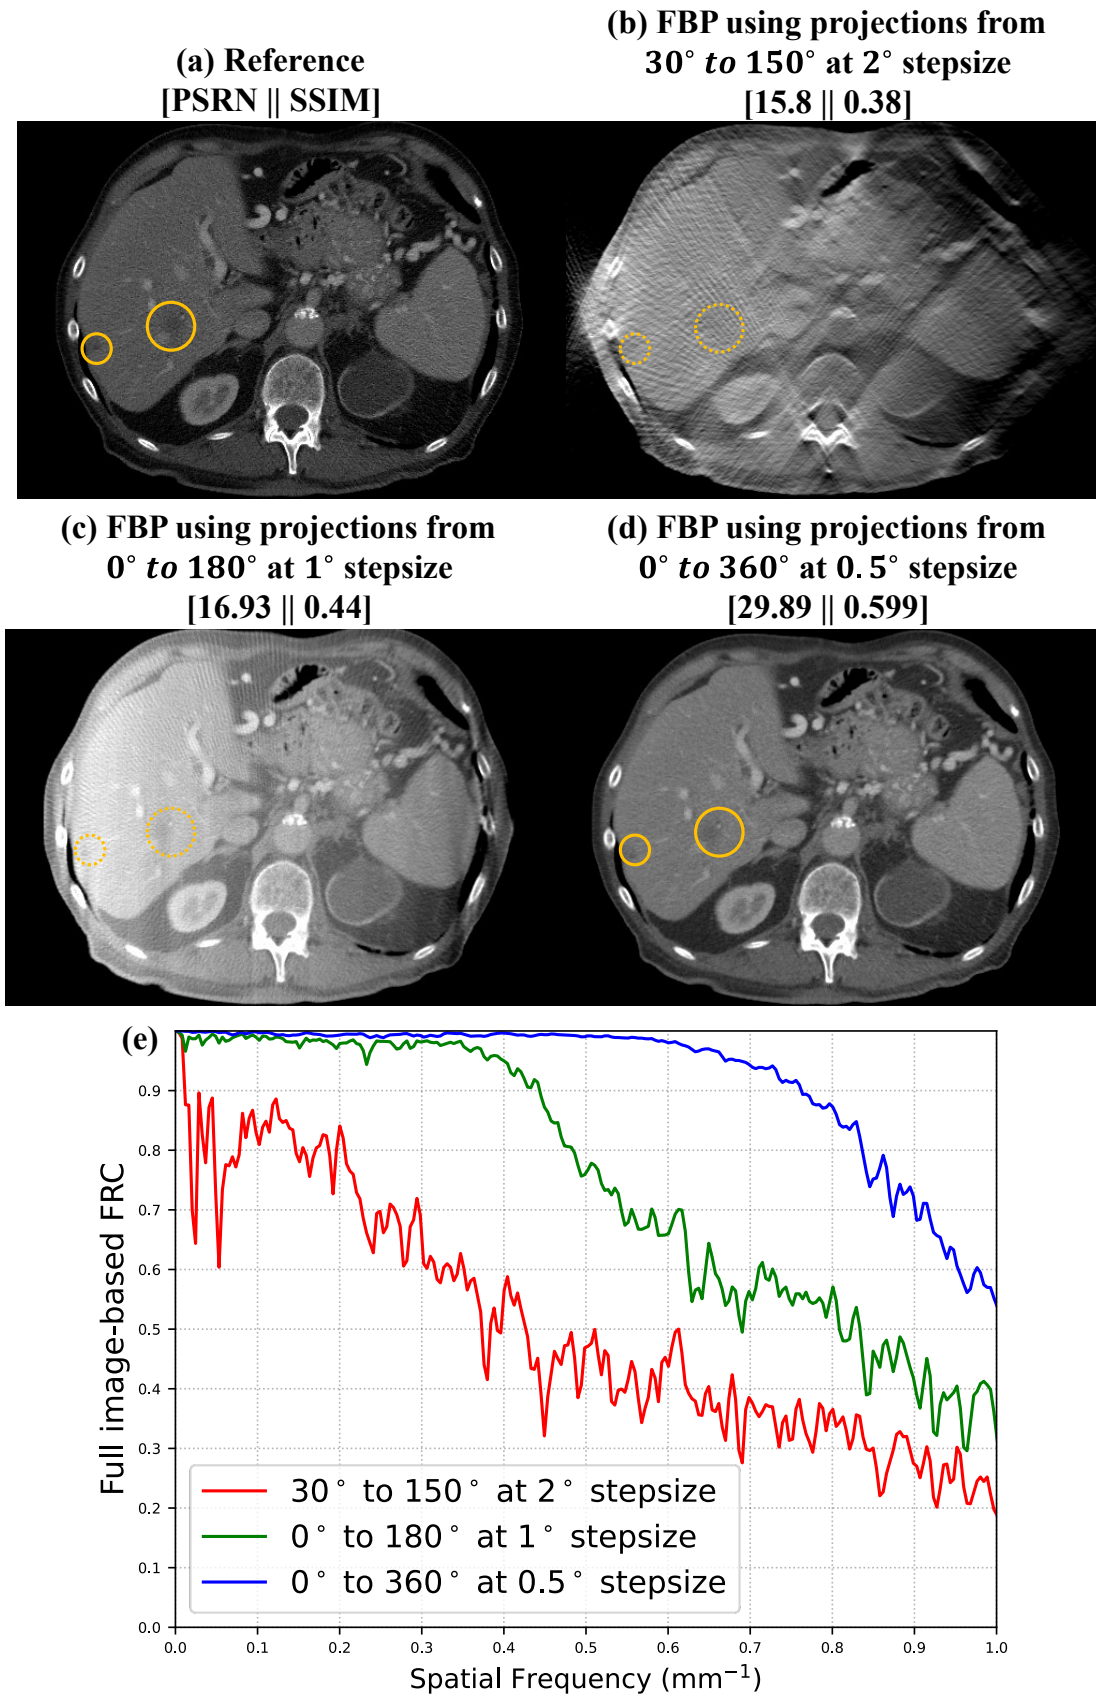 (a) Reference
[PSRN || SSIM]
(b) FBP using projections from
30° to 150° at 2° stepsize
[15.8 || 0.38]
(c) FBP using projections from
0° to 180° at 1° stepsize
[16.93 || 0.44]
(d) FBP using projections from
0° to 360° at 0.5° stepsize
[29.89 || 0.599]
(e)
Full image-based FRC
0.9
0.8
0.7
0.6
0.5
0.4
0.3
0.2
0.1
0.0
30° to 150° at 2° stepsize
0° to 180° at 1° stepsize
0° to 360° at 0.5° stepsize
0.0 0.1 0.2 0.3 0.4 0.5 0.6 0.7 0.8 0.9 1.0
Spatial Frequency (mm⁻¹)